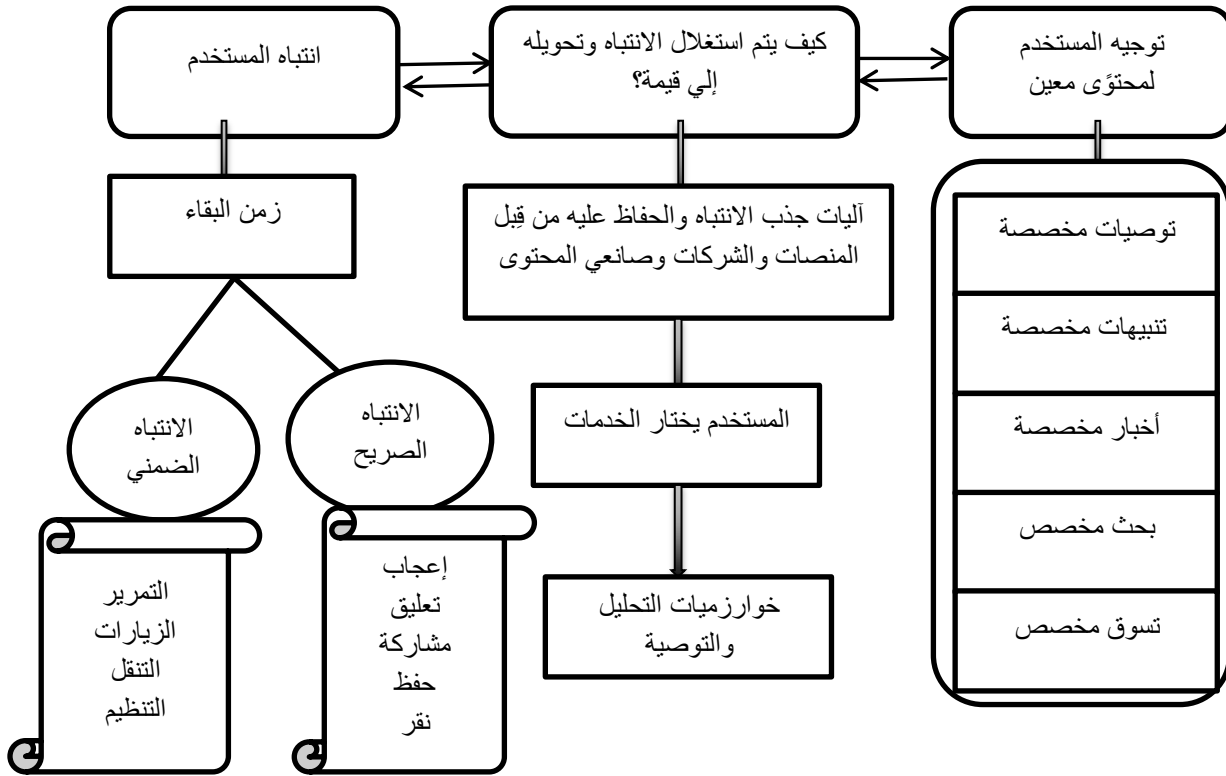 توجيه المستخدم
لمحتوًى معين
كيف يتم استغلال الانتباه وتحويله
إلي قيمة؟
انتباه المستخدم
توصيات مخصصة
تنبيهات مخصصة
أخبار مخصصة
بحث مخصص
تسوق مخصص
آليات جذب الانتباه والحفاظ عليه من قِبل
المنصات والشركات وصانعي المحتوى
المستخدم يختار الخدمات
خوارزميات التحليل
والتوصية
زمن البقاء
الانتباه
الصريح
إعجاب
تعليق
مشاركة
حفظ
نقر
الانتباه
الضمني
التمرير
الزيارات
التنقل
التنظيم